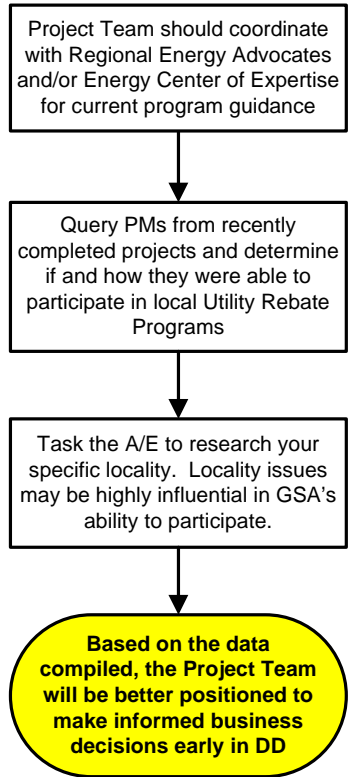 Project Team should coordinate
with Regional Energy Advocates
and/or Energy Center of Expertise
for current program guidance
Query PMs from recently
completed projects and determine
if and how they were able to
participate in local Utility Rebate
Programs
Task the A/E to research your
specific locality.  Locality issues
may be highly influential in GSA's
ability to participate.
Based on the data
compiled, the Project Team
will be better positioned to
make informed business
decisions early in DD